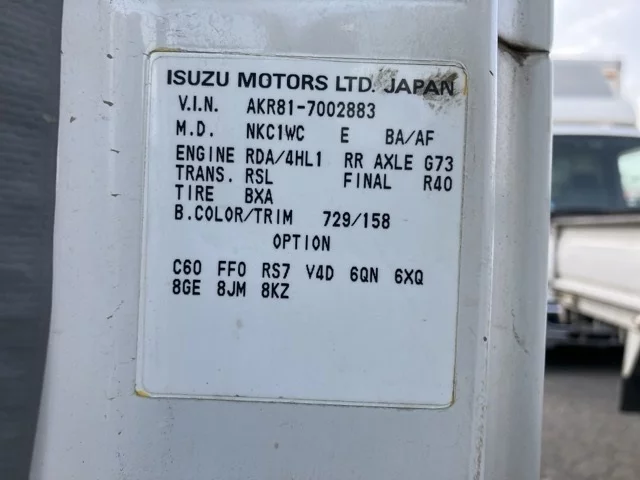 ISUZU MOTORS LTD. JAPAN
V.I.N. AKR81-7002883
M.D. NKC1WC E BA/AF
ENGINE RDA/4HL1 RR AXLE G73
TRANS. RSL FINAL R40
TIRE BXA
B.COLOR/TRIM 729/158
OPTION
C60 FF0 RS7 V4D 6QN 6XQ
8GE 8JM 8KZ